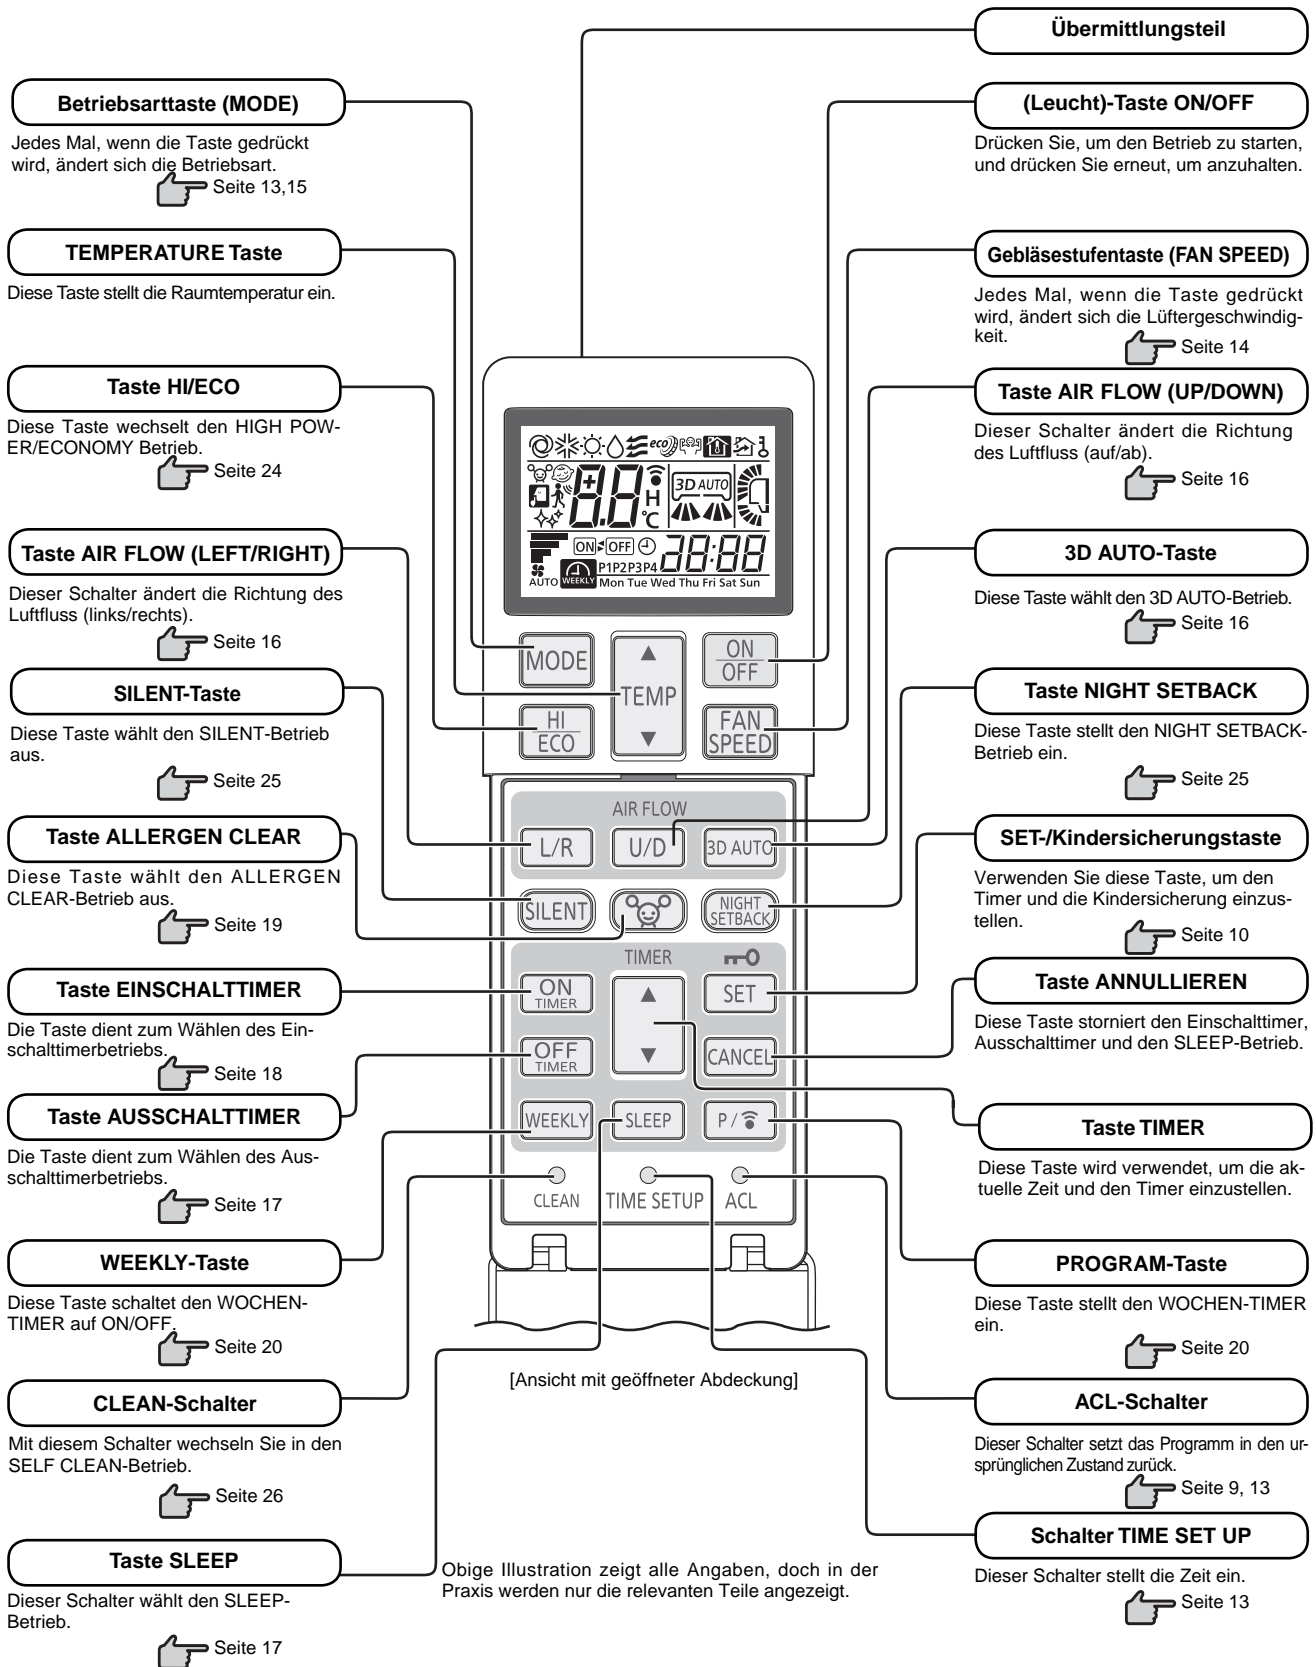 Übermittlungsteil
Betriebsarttaste (MODE)
Jedes Mal, wenn die Taste gedrückt
wird, ändert sich die Betriebsart.
Seite 13,15
TEMPERATURE Taste
Diese Taste stellt die Raumtemperatur ein.
Taste HI/ECO
Diese Taste wechselt den HIGH POW-
ER/ECONOMY Betrieb.
Seite 24
Taste AIR FLOW (LEFT/RIGHT)
Dieser Schalter ändert die Richtung des
Luftfluss (links/rechts).
Seite 16
SILENT-Taste
Diese Taste wählt den SILENT-Betrieb
aus.
Seite 25
Taste ALLERGEN CLEAR
Diese Taste wählt den ALLERGEN
CLEAR-Betrieb aus.
Seite 19
Taste EINSCHALTTIMER
Die Taste dient zum Wählen des Ein-
schalttimerbetriebs.
Seite 18
Taste AUSSCHALTTIMER
Die Taste dient zum Wählen des Aus-
schalttimerbetriebs.
Seite 17
WEEKLY-Taste
Diese Taste schaltet den WOCHEN-
TIMER auf ON/OFF.
Seite 20
CLEAN-Schalter
Mit diesem Schalter wechseln Sie in den
SELF CLEAN-Betrieb.
Seite 26
Taste SLEEP
Dieser Schalter wählt den SLEEP-
Betrieb.
Seite 17
eco
8.8
H
°C
3D AUTO
ON OFF 28:88
P1P2P3P4
AUTO WEEKLY Mon Tue Wed Thu Fri Sat Sun
MODE
TEMP
ON
OFF
HI
ECO
FAN
SPEED
AIR FLOW
L/R U/D 3D AUTO
SILENT
NIGHT
SETBACK
TIMER
ON
TIMER
SET
OFF
TIMER
CANCEL
WEEKLY SLEEP P/
CLEAN TIME SETUP ACL
[Ansicht mit geöffneter Abdeckung]
Obige Illustration zeigt alle Angaben, doch in der
Praxis werden nur die relevanten Teile angezeigt.
(Leucht)-Taste ON/OFF
Drücken Sie, um den Betrieb zu starten,
und drücken Sie erneut, um anzuhalten.
Gebläsestufentaste (FAN SPEED)
Jedes Mal, wenn die Taste gedrückt
wird, ändert sich die Lüftergeschwindig-
keit.
Seite 14
Taste AIR FLOW (UP/DOWN)
Dieser Schalter ändert die Richtung
des Luftfluss (auf/ab).
Seite 16
3D AUTO-Taste
Diese Taste wählt den 3D AUTO-Betrieb.
Seite 16
Taste NIGHT SETBACK
Diese Taste stellt den NIGHT SETBACK-
Betrieb ein.
Seite 25
SET-/Kindersicherungstaste
Verwenden Sie diese Taste, um den
Timer und die Kindersicherung einzus-
tellen.
Seite 10
Taste ANNULLIEREN
Diese Taste storniert den Einschalttimer,
Ausschalttimer und den SLEEP-Betrieb.
Taste TIMER
Diese Taste wird verwendet, um die ak-
tuelle Zeit und den Timer einzustellen.
PROGRAM-Taste
Diese Taste stellt den WOCHEN-TIMER
ein.
Seite 20
ACL-Schalter
Dieser Schalter setzt das Programm in den ur-
sprünglichen Zustand zurück.
Seite 9, 13
Schalter TIME SET UP
Dieser Schalter stellt die Zeit ein.
Seite 13